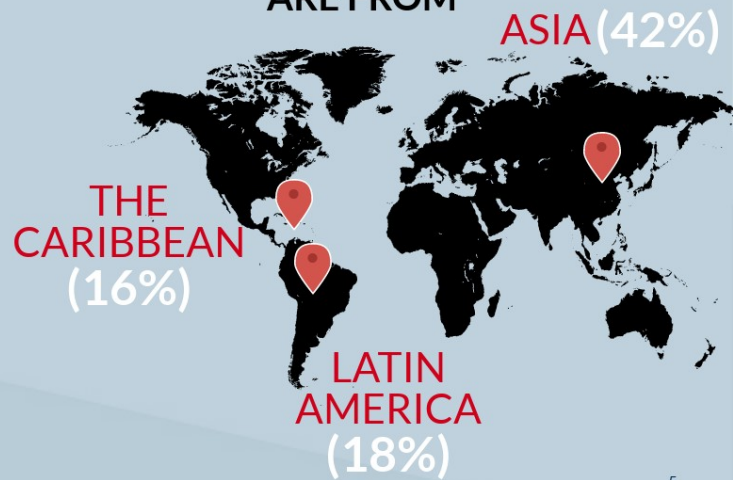 ARE FROM
ASIA (42%)
THE
CARIBBEAN
(16%)
LATIN
AMERICA
(18%)